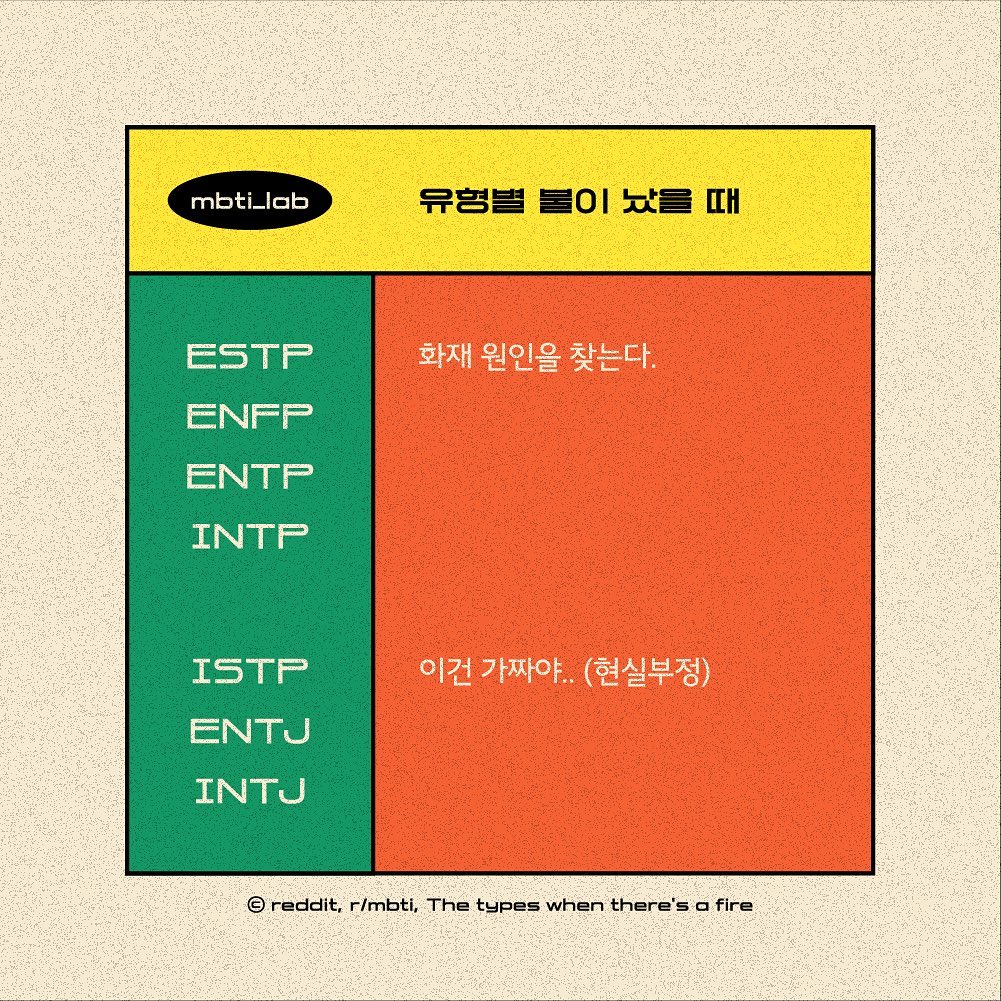 mbti_lab
유형별 불이 났을 때
ESTP 화재 원인을 찾는다.
ENFP
ENTP
INTP
ISTP 이건 가짜야.. (현실부정)
ENTJ
INTJ
© reddit, r/mbti, The types when there's a fire